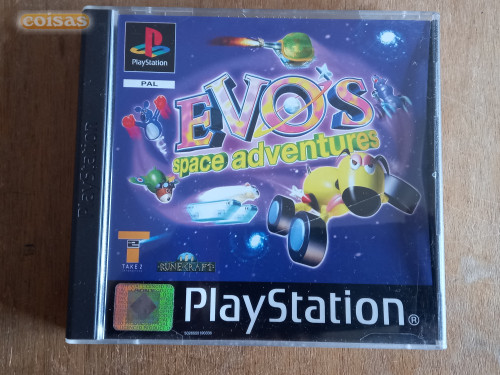 coisas
PlayStation
PAL
EVO'S
space adventures
PlayStation
TAKE 2
RUNECRAFT
PlayStation®